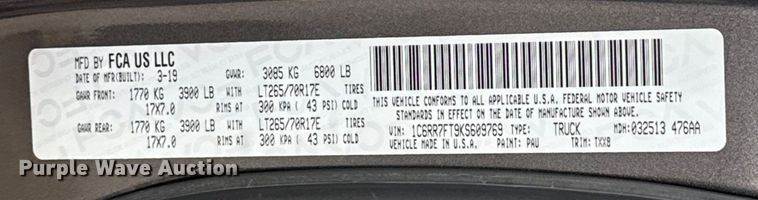 MFD BY FCA US LLC
DATE OF MFR(BUILT): 3-19 GVWR: 3085 KG 6800 LB
GAWR FRONT: 1770 KG 3900 LB WITH LT265/70R17E TIRES
17X7.0 RIMS AT 300 KPA ( 43 PSI) COLD
GAWR REAR: 1770 KG 3900 LB WITH LT265/70R17E TIRES
17X7.0 RIMS AT 300 KPA ( 43 PSI) COLD
THIS VEHICLE CONFORMS TO ALL APPLICABLE U.S.A. FEDERAL MOTOR VEHICLE SAFETY
STANDARDS IN EFFECT ON THE DATE OF MANUFACTURE SHOWN ABOVE.
VIN: 1C6RR7FT9KS609769 TYPE: TRUCK MDH: 032513 476AA
VEHICLE MADE IN U.S.A. PAINT: PAU TRIM: TXXB
Purple Wave Auction